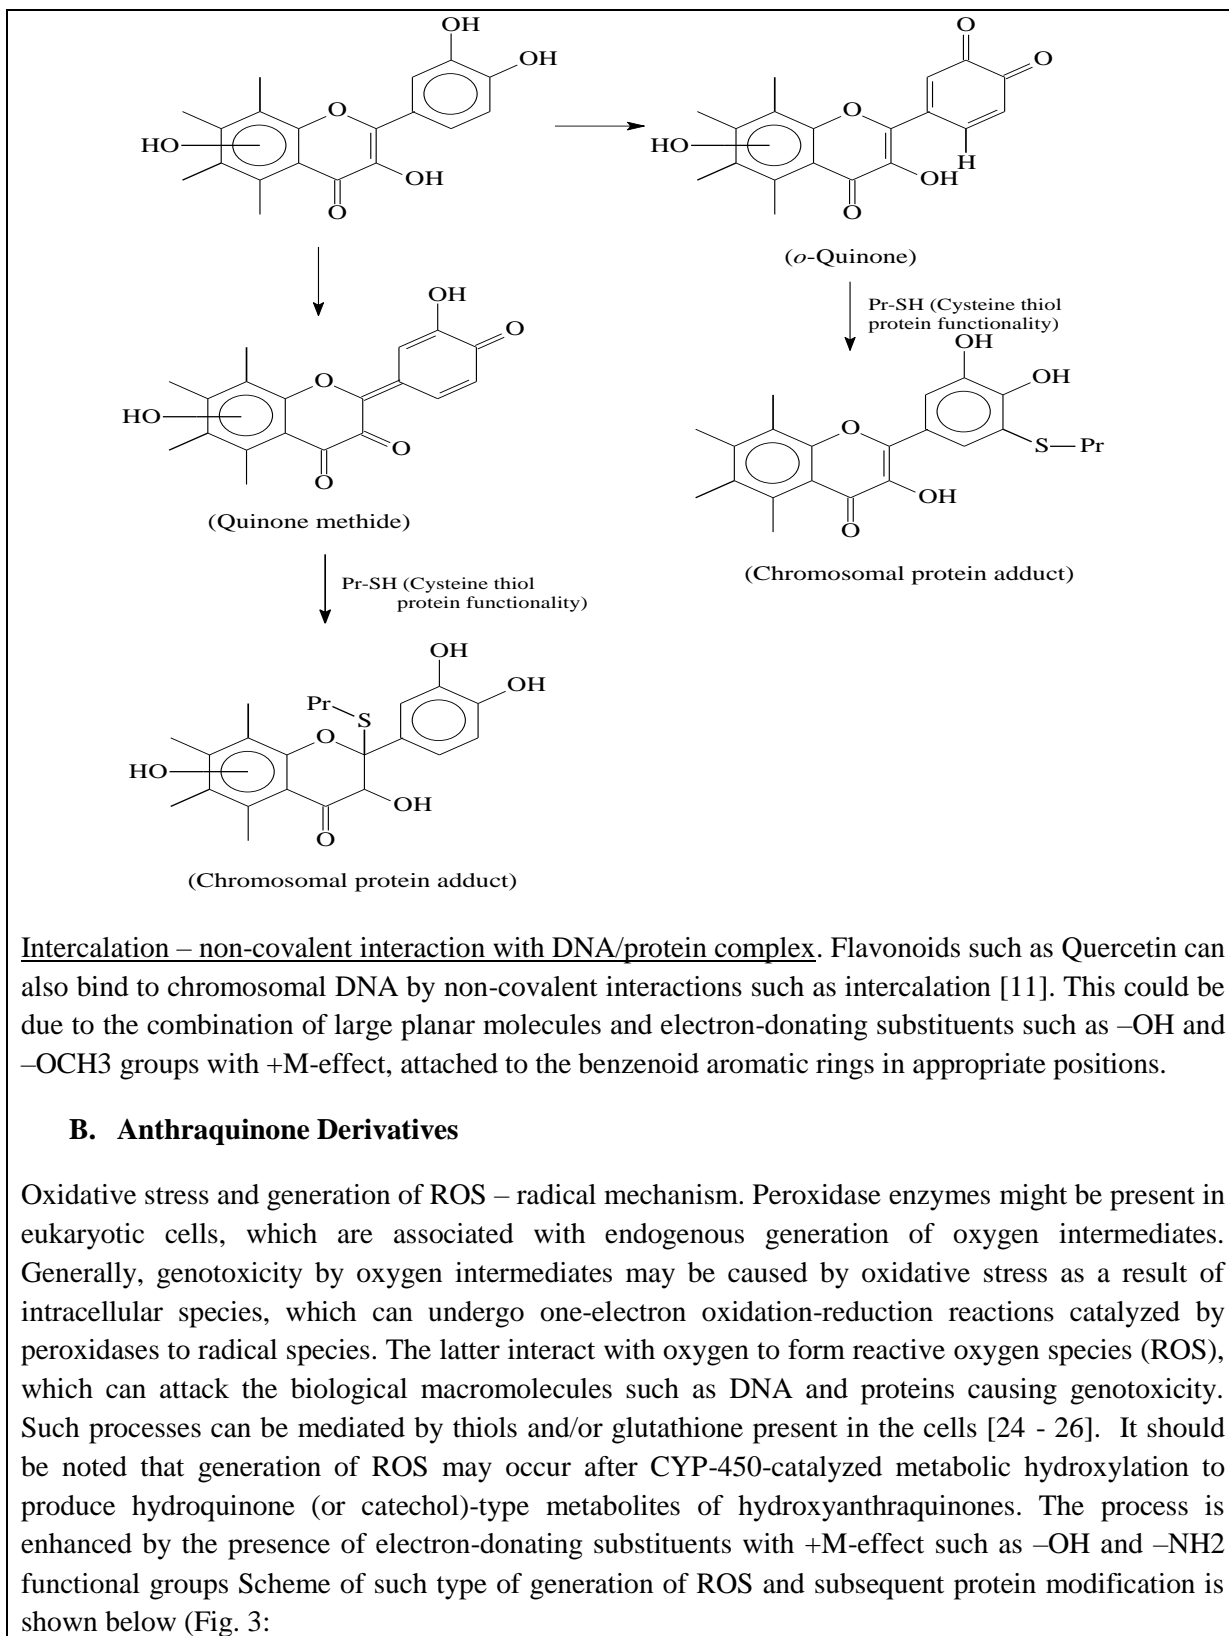 OH
OH
O
HO
OH
O
O
O
O
HO
H
OH
O
(o-Quinone)
Pr-SH (Cysteine thiol
protein functionality)
OH
O
O
HO
O
O
(Quinone methide)
OH
OH
O
S—Pr
OH
O
(Chromosomal protein adduct)
Pr-SH (Cysteine thiol
protein functionality)
OH
OH
Pr
S
O
HO
OH
O
(Chromosomal protein adduct)
Intercalation – non-covalent interaction with DNA/protein complex. Flavonoids such as Quercetin can
also bind to chromosomal DNA by non-covalent interactions such as intercalation [11]. This could be
due to the combination of large planar molecules and electron-donating substituents such as –OH and
–OCH3 groups with +M-effect, attached to the benzenoid aromatic rings in appropriate positions.
B. Anthraquinone Derivatives
Oxidative stress and generation of ROS – radical mechanism. Peroxidase enzymes might be present in
eukaryotic cells, which are associated with endogenous generation of oxygen intermediates.
Generally, genotoxicity by oxygen intermediates may be caused by oxidative stress as a result of
intracellular species, which can undergo one-electron oxidation-reduction reactions catalyzed by
peroxidases to radical species. The latter interact with oxygen to form reactive oxygen species (ROS),
which can attack the biological macromolecules such as DNA and proteins causing genotoxicity.
Such processes can be mediated by thiols and/or glutathione present in the cells [24 - 26]. It should
be noted that generation of ROS may occur after CYP-450-catalyzed metabolic hydroxylation to
produce hydroquinone (or catechol)-type metabolites of hydroxyanthraquinones. The process is
enhanced by the presence of electron-donating substituents with +M-effect such as –OH and –NH2
functional groups Scheme of such type of generation of ROS and subsequent protein modification is
shown below (Fig. 3: